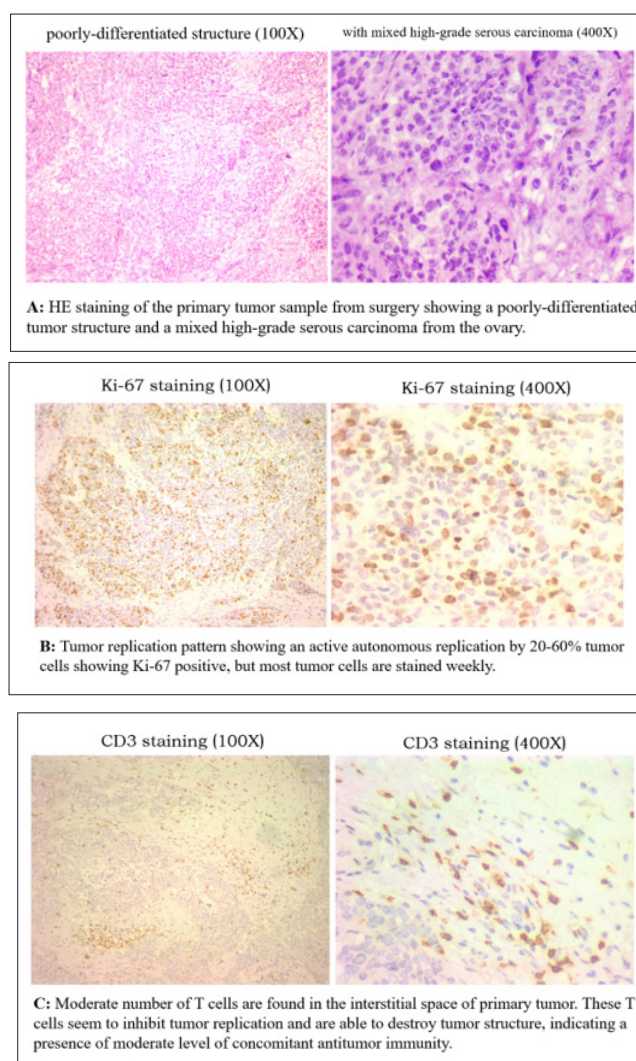 poorly-differentiated structure (100X)
with mixed high-grade serous carcinoma (400X)
A: HE staining of the primary tumor sample from surgery showing a poorly-differentiated
tumor structure and a mixed high-grade serous carcinoma from the ovary.
Ki-67 staining (100X)
Ki-67 staining (400X)
B: Tumor replication pattern showing an active autonomous replication by 20-60% tumor
cells showing Ki-67 positive, but most tumor cells are stained weekly.
CD3 staining (100X)
CD3 staining (400X)
C: Moderate number of T cells are found in the interstitial space of primary tumor. These T
cells seem to inhibit tumor replication and are able to destroy tumor structure, indicating a
presence of moderate level of concomitant antitumor immunity.